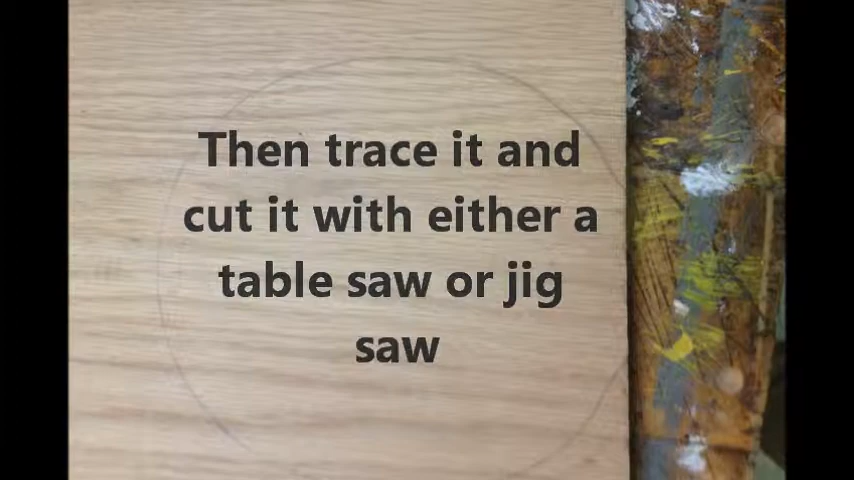 Then trace it and
cut it with either a
table saw or jig
saw